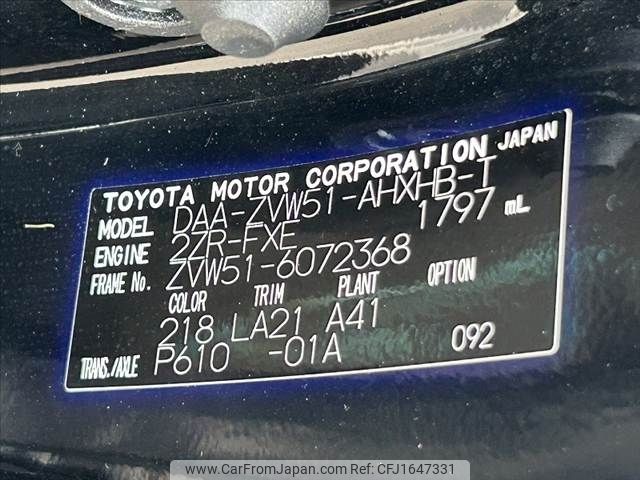 TOYOTA MOTOR CORPORATION JAPAN
MODEL DAA-ZVW51-AHXHB-T
ENGINE 2ZR-FXE 1797 mL
FRAME No. ZVW51-6072368
COLOR TRIM PLANT OPTION
218 LA21 A41
TRANS./AXLE P610 -01A 092
www.CarFromJapan.com - CFJ1647331